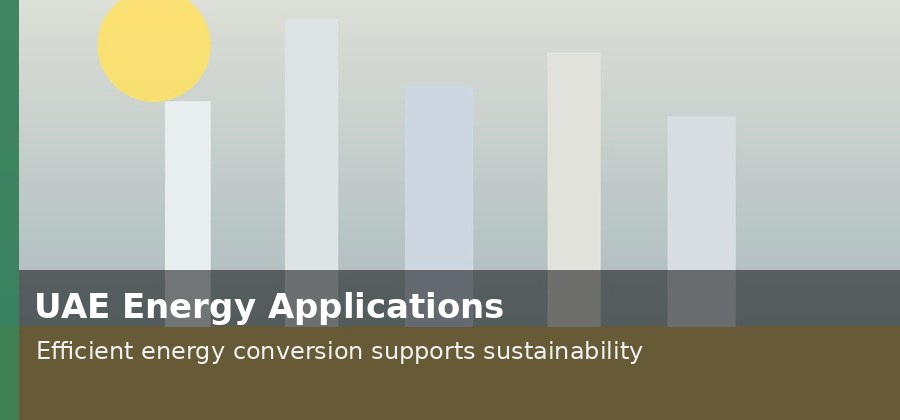 UAE Energy Applications
Efficient energy conversion supports sustainability